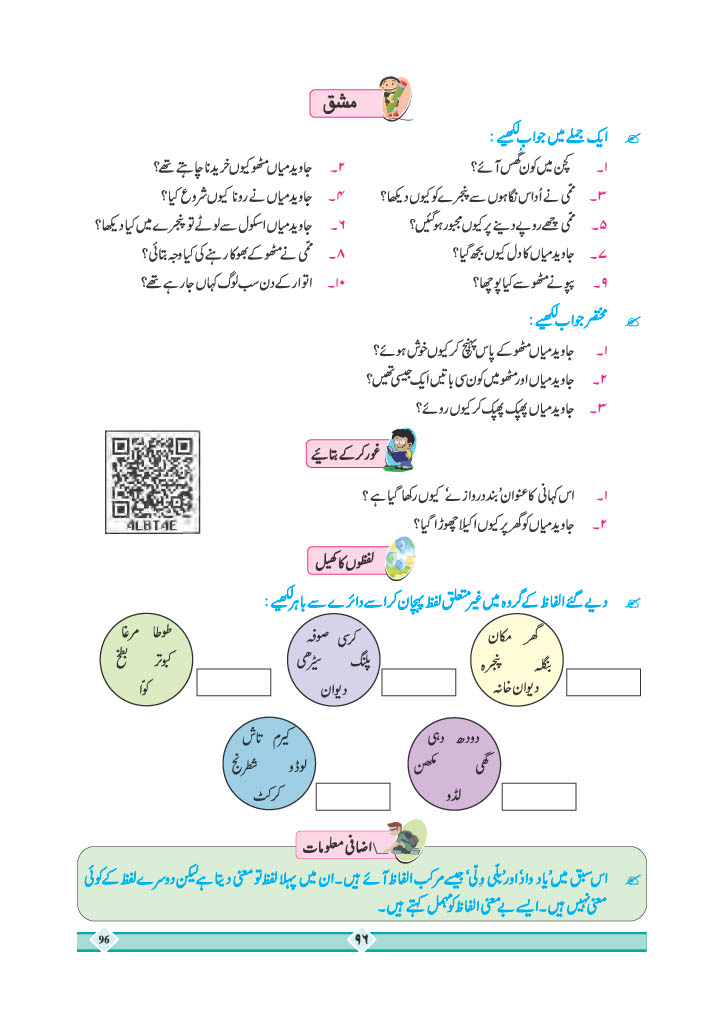 مشق
ایک جملے میں جواب لکھیے :
۱۔ کچن میں کون گھس آئے؟ ۲۔ جاوید میاں مٹھو کیوں خریدنا چاہتے تھے؟
۳۔ ممّی نے اُداس نگاہوں سے پنجرے کو کیوں دیکھا؟ ۴۔ جاوید میاں نے رونا کیوں شروع کیا؟
۵۔ ممّی چھے روپے دینے پر کیوں مجبور ہوگئیں؟ ۶۔ جاوید میاں اسکول سے لوٹے تو پنجرے میں کیا دیکھا؟
۷۔ جاوید میاں کا دل کیوں بجھ گیا؟ ۸۔ ممّی نے مٹھو کے بھوکا رہنے کی کیا وجہ بتائی؟
۹۔ پپو نے مٹھو سے کیا پوچھا؟ ۱۰۔ اتوار کے دن سب لوگ کہاں جا رہے تھے؟
مختصر جواب لکھیے :
۱۔ جاوید میاں مٹھو کے پاس پہنچ کر کیوں خوش ہوئے؟
۲۔ جاوید میاں اور مٹھو میں کون سی باتیں ایک جیسی تھیں؟
۳۔ جاوید میاں پھپک پھپک کر کیوں روئے؟
غور کر کے بتائیے
۱۔ اس کہانی کا عنوان ’بند دروازے‘ کیوں رکھا گیا ہے؟
۲۔ جاوید میاں کو گھر پر کیوں اکیلا چھوڑا گیا؟
4L8T4E
لفظوں کا کھیل
دیے گئے الفاظ کے گروہ میں غیر متعلق لفظ پہچان کر اسے دائرے سے باہر لکھیے :
گھر مکان
بنگلہ پنجرہ
دیوان خانہ
کرسی صوفہ
پلنگ سیڑھی
دیوان
طوطا مرغا
کبوتر بطخ
کوّا
دودھ دہی
گھی مکھن
لڈو
کیرم تاش
لوڈو شطرنج
کرکٹ
اضافی معلومات
اس سبق میں ’یاد واد‘ اور ’بلّی وِلّی‘ جیسے مرکب الفاظ آئے ہیں۔ ان میں پہلا لفظ تو معنی دیتا ہے لیکن دوسرے لفظ کے کوئی
معنی نہیں ہیں۔ ایسے بے معنی الفاظ کو مہمل کہتے ہیں۔
96
۹۶